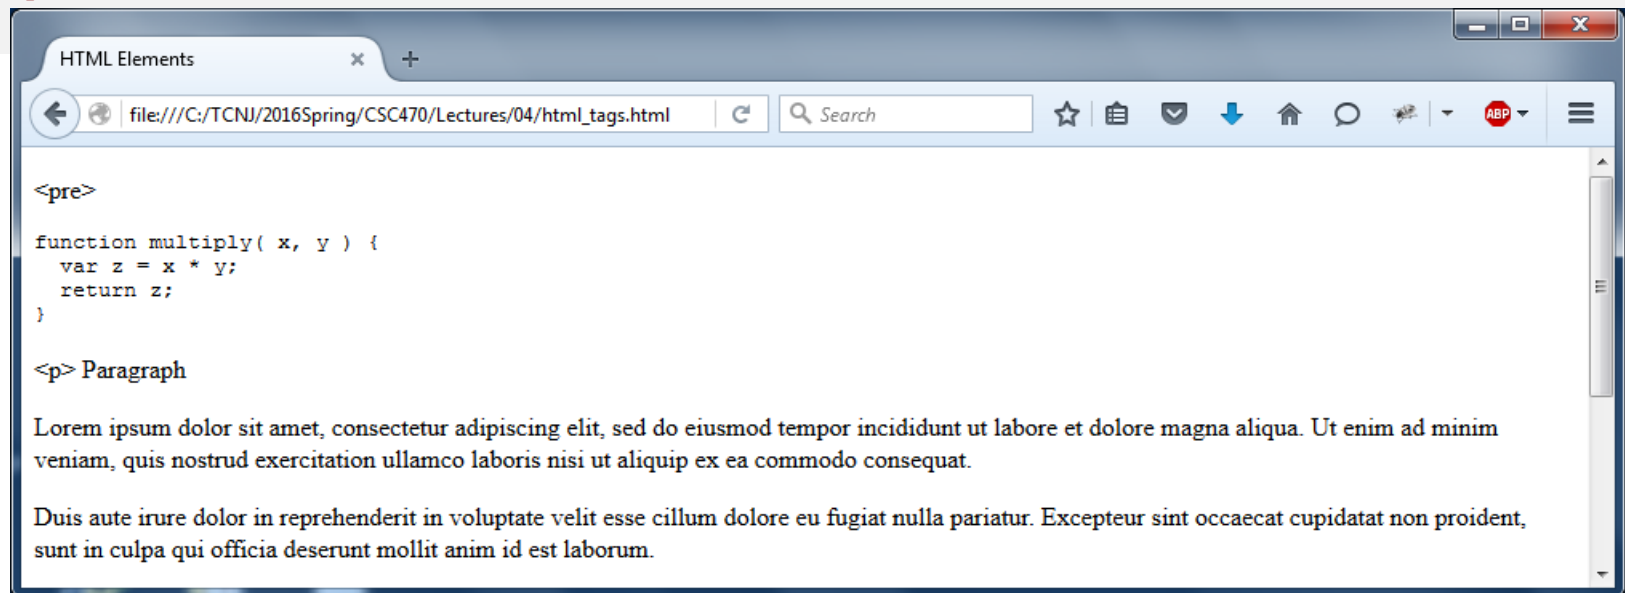 HTML Elements
file:///C:/TCNJ/2016Spring/CSC470/Lectures/04/html_tags.html
Search
ABP
<pre>
function multiply( x, y ) {
  var z = x * y;
  return z;
}
<p> Paragraph
Lorem ipsum dolor sit amet, consectetur adipiscing elit, sed do eiusmod tempor incididunt ut labore et dolore magna aliqua. Ut enim ad minim
veniam, quis nostrud exercitation ullamco laboris nisi ut aliquip ex ea commodo consequat.
Duis aute irure dolor in reprehenderit in voluptate velit esse cillum dolore eu fugiat nulla pariatur. Excepteur sint occaecat cupidatat non proident,
sunt in culpa qui officia deserunt mollit anim id est laborum.